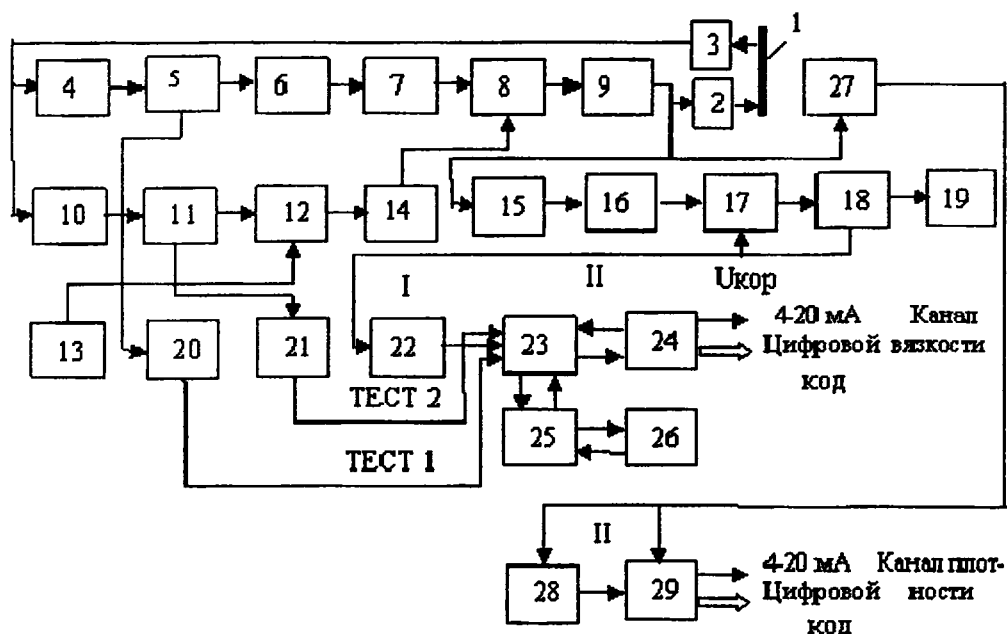 3
1
4
5
6
7
8
9
2
27
10
11
12
14
15
16
17
18
19
I
II
Uкор
13
20
21
22
23
24
4-20 мА Канал
Цифровой вязкости
код
ТЕСТ 2
25
26
ТЕСТ 1
II
28
29
4-20 мА Канал плот-
Цифровой ности
код